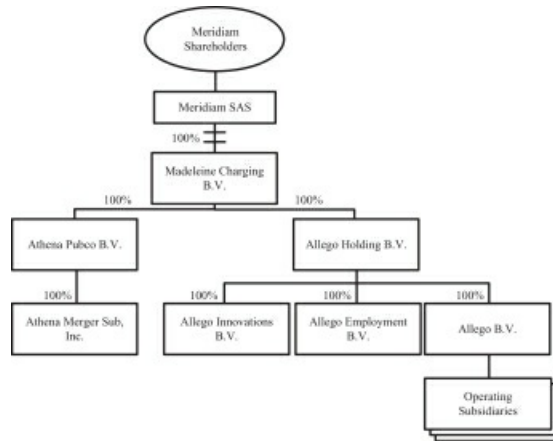 Meridiam
Shareholders
Meridiam SAS
100%
Madeleine Charging
B.V.
100%
100%
Athena Pubco B.V.
Allego Holding B.V.
100%
100%
100%
100%
Athena Merger Sub,
Inc.
Allego Innovations
B.V.
Allego Employment
B.V.
Allego B.V.
Operating
Subsidiaries